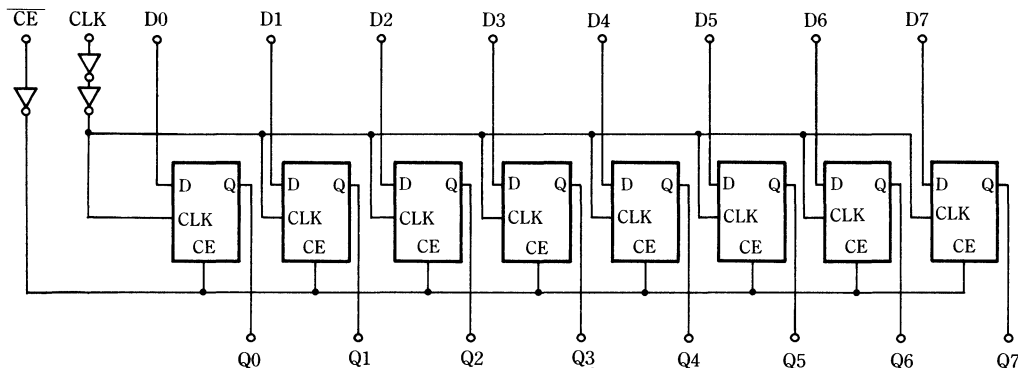 C̅E̅ CLK D0 D1 D2 D3 D4 D5 D6 D7
D Q D Q D Q D Q D Q D Q D Q D Q
CLK CLK CLK CLK CLK CLK CLK CLK
CE CE CE CE CE CE CE CE
Q0 Q1 Q2 Q3 Q4 Q5 Q6 Q7